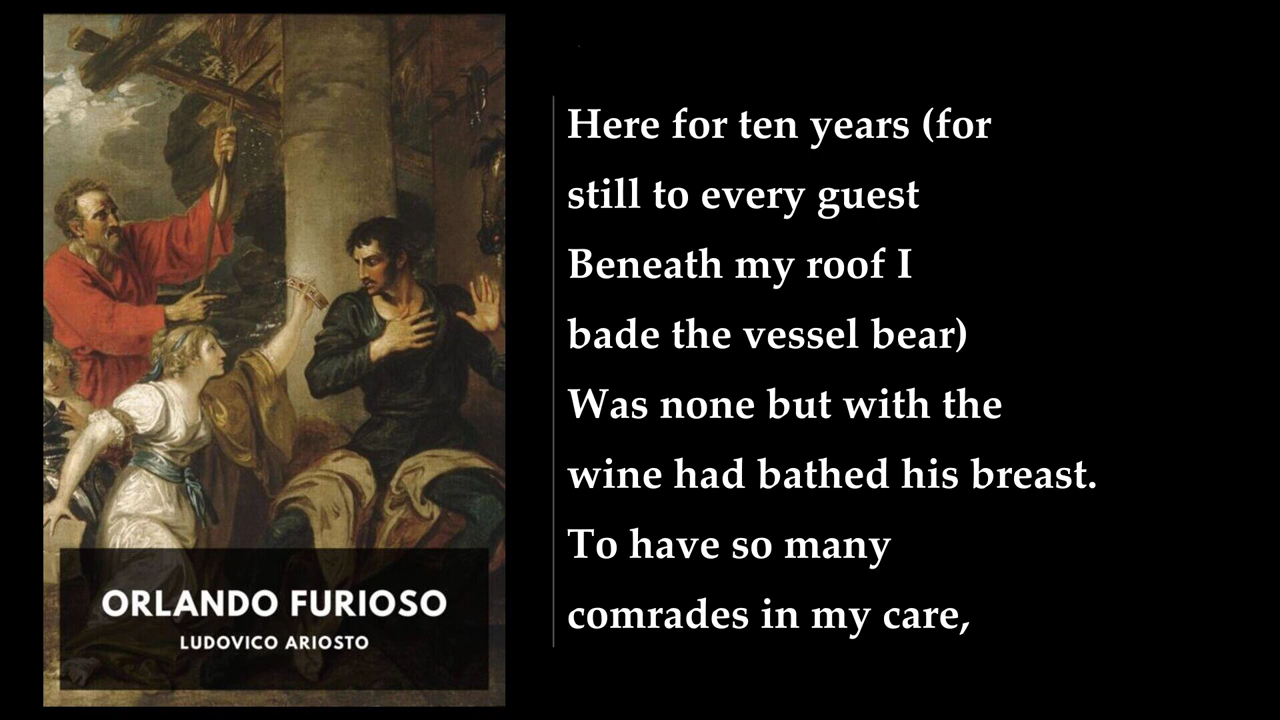 ORLANDO FURIOSO
LUDOVICO ARIOSTO
Here for ten years (for
still to every guest
Beneath my roof I
bade the vessel bear)
Was none but with the
wine had bathed his breast.
To have so many
comrades in my care,